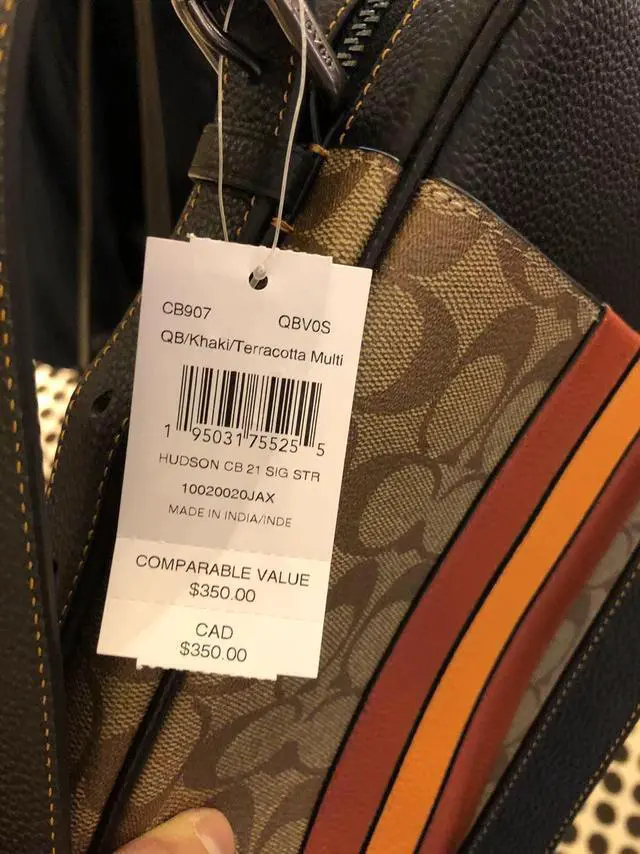 CB907 QBV0S
QB/Khaki/Terracotta Multi
1 95031 75525 5
HUDSON CB 21 SIG STR
10020020JAX
MADE IN INDIA/INDE
COMPARABLE VALUE
$350.00
CAD
$350.00